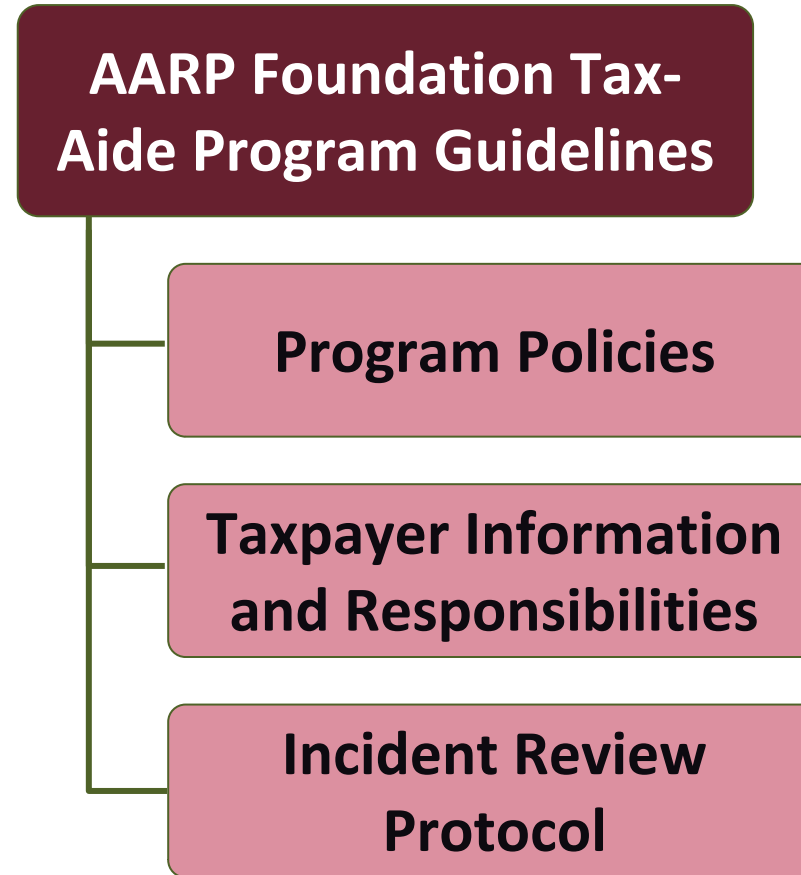 AARP Foundation Tax-
Aide Program Guidelines
Program Policies
Taxpayer Information
and Responsibilities
Incident Review
Protocol